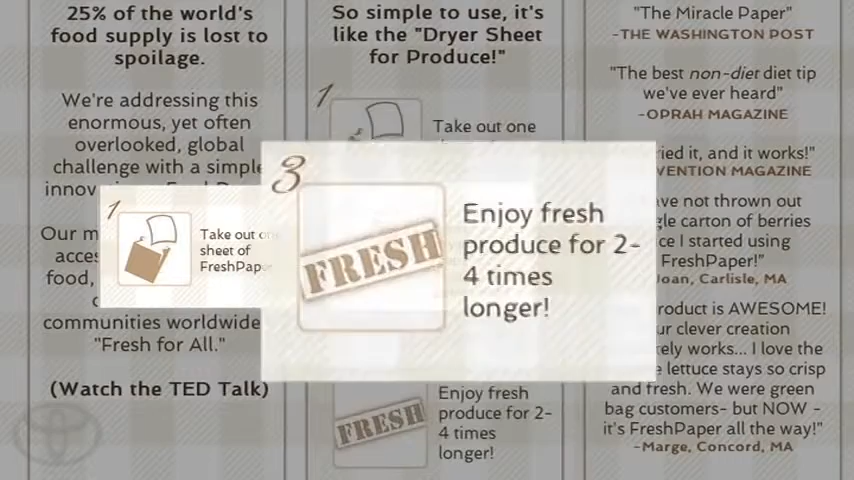 25% of the world's
food supply is lost to
spoilage.
We're addressing this
enormous, yet often
overlooked, global
challenge with a simple
Our
food,
communities worldwide
"Fresh for All."
(Watch the TED Talk)
1
Take out
sheet of
So simple to use, it's
like the "Dryer Sheet
for Produce!"
1
Take out one
3
FRESH
Enjoy fresh
produce for 2-
4 times
longer!
FRESH
Enjoy fresh
produce for 2-
4 times
longer!
"The Miracle Paper"
-THE WASHINGTON POST
"The best non-diet diet tip
we've ever heard"
-OPRAH MAGAZINE
it, and it works!"
MAGAZINE
not thrown out
carton of berries
I started using
FreshPaper!"
Carlisle, MA
is AWESOME!
clever creation
works... I love the
lettuce stays so crisp
and fresh. We were green
bag customers- but NOW -
it's FreshPaper all the way!"
-Marge, Concord, MA